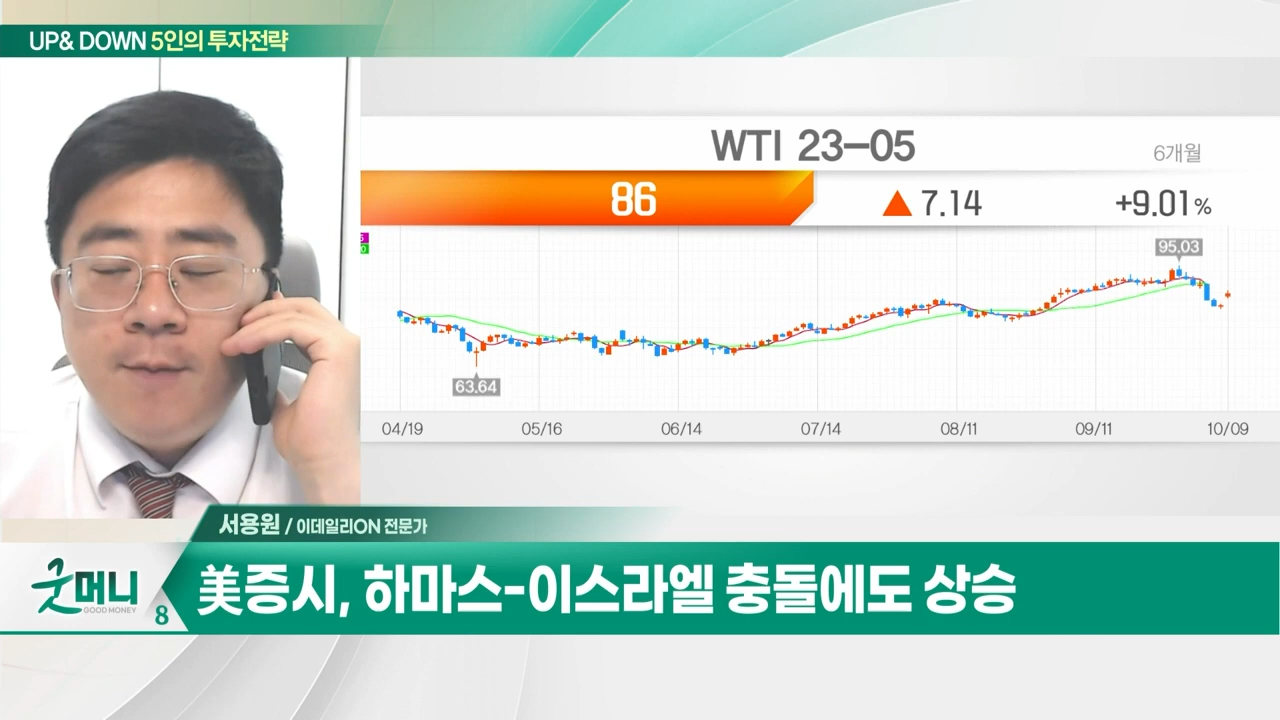 UP& DOWN 5인의 투자전략
WTI 23-05
6개월
86
▲ 7.14
+9.01%
95.03
63.64
04/19 05/16 06/14 07/14 08/11 09/11 10/09
서용원 / 이데일리ON 전문가
굿머니
GOOD MONEY
8
美증시, 하마스-이스라엘 충돌에도 상승